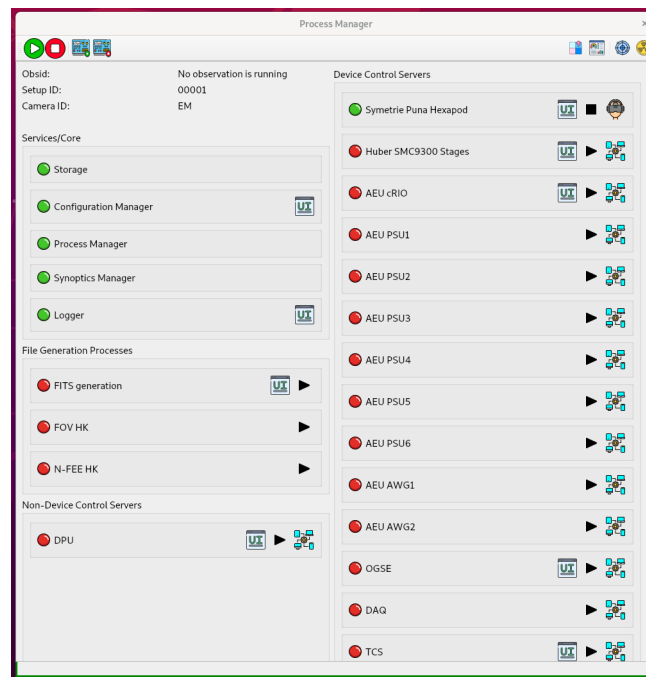 Process Manager
Obsid: No observation is running
Setup ID: 00001
Camera ID: EM
Services/Core
Storage
Configuration Manager UI
Process Manager
Synoptics Manager
Logger UI
File Generation Processes
FITS generation UI
FOV HK
N-FEE HK
Non-Device Control Servers
DPU UI
Device Control Servers
Symetrie Puna Hexapod UI
Huber SMC9300 Stages UI
AEU cRIO UI
AEU PSU1
AEU PSU2
AEU PSU3
AEU PSU4
AEU PSU5
AEU PSU6
AEU AWG1
AEU AWG2
OGSE UI
DAQ
TCS UI